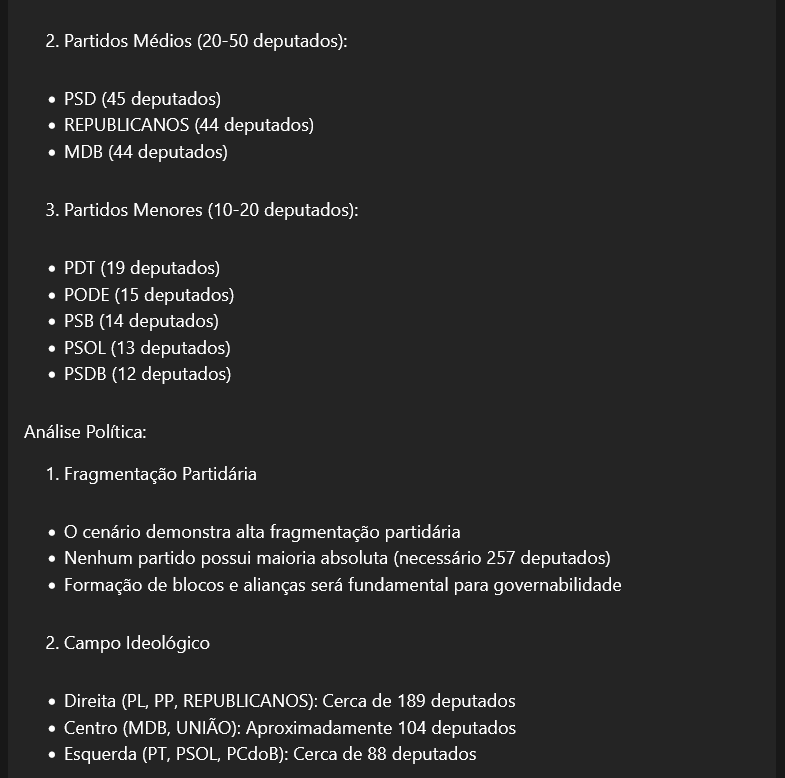 2. Partidos Médios (20-50 deputados):
• PSD (45 deputados)
• REPUBLICANOS (44 deputados)
• MDB (44 deputados)
3. Partidos Menores (10-20 deputados):
• PDT (19 deputados)
• PODE (15 deputados)
• PSB (14 deputados)
• PSOL (13 deputados)
• PSDB (12 deputados)
Análise Política:
1. Fragmentação Partidária
• O cenário demonstra alta fragmentação partidária
• Nenhum partido possui maioria absoluta (necessário 257 deputados)
• Formação de blocos e alianças será fundamental para governabilidade
2. Campo Ideológico
• Direita (PL, PP, REPUBLICANOS): Cerca de 189 deputados
• Centro (MDB, UNIÃO): Aproximadamente 104 deputados
• Esquerda (PT, PSOL, PCdoB): Cerca de 88 deputados